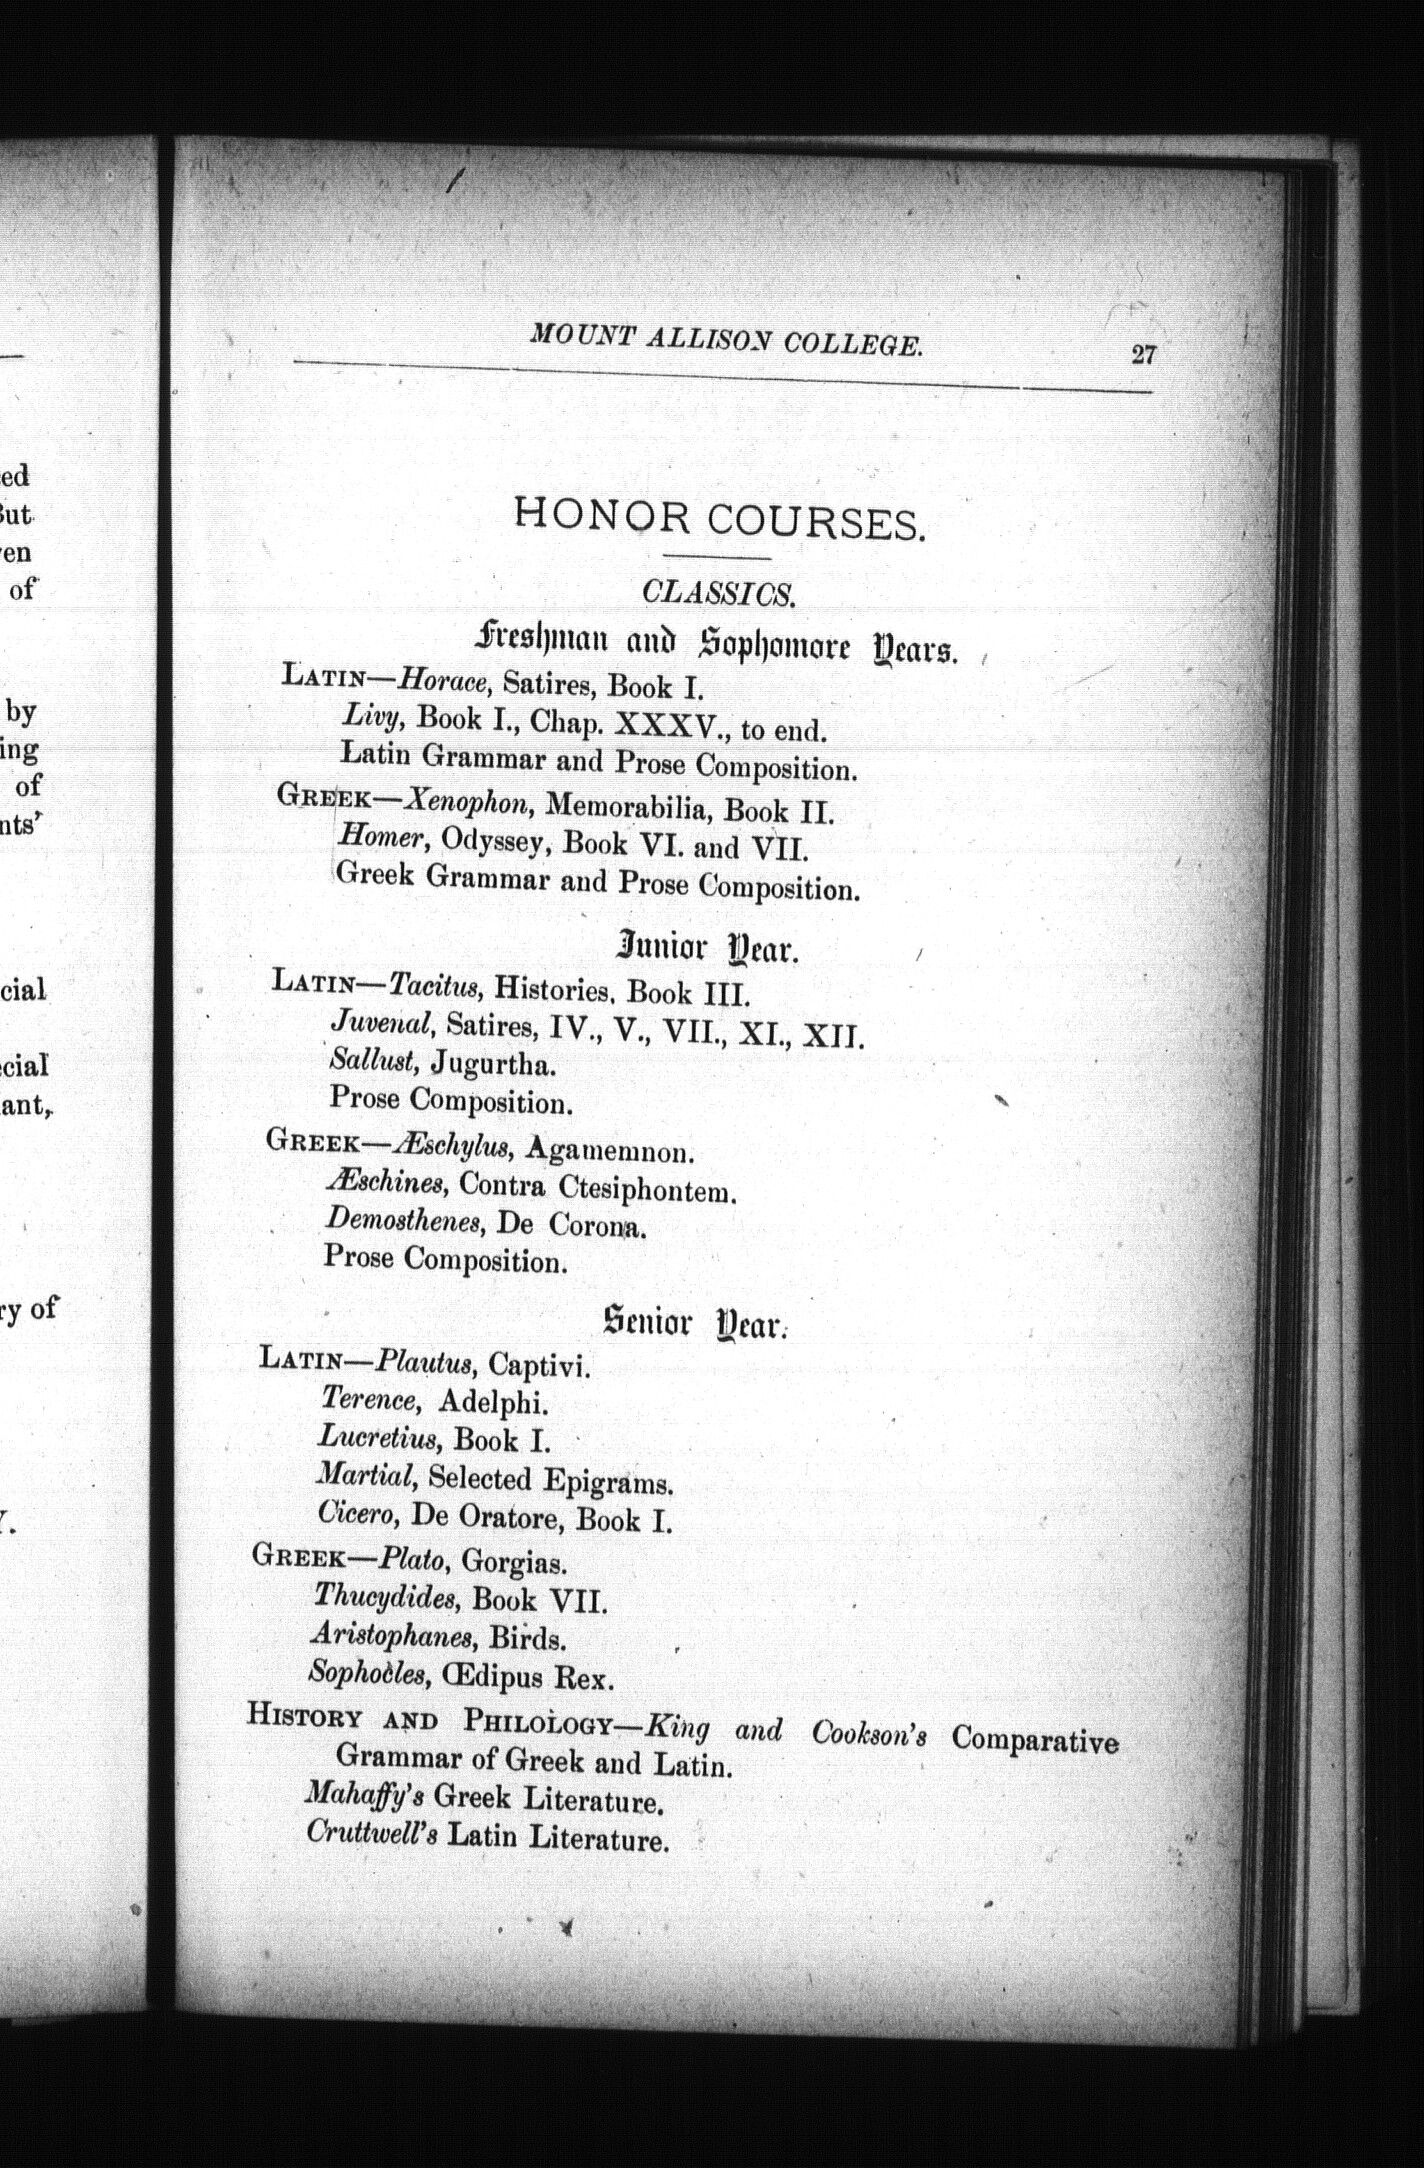 MOUNT ALLISON COLLEGE. 27
HONOR COURSES.
CLASSICS.
Freshman and Sophomore Years.
LATIN—Horace, Satires, Book I.
Livy, Book I., Chap. XXXV., to end.
Latin Grammar and Prose Composition.
GREEK—Xenophon, Memorabilia, Book II.
Homer, Odyssey, Book VI. and VII.
Greek Grammar and Prose Composition.
Junior Year.
LATIN—Tacitus, Histories, Book III.
Juvenal, Satires, IV., V., VII., XI., XII.
Sallust, Jugurtha.
Prose Composition.
GREEK—Æschylus, Agamemnon.
Æschines, Contra Ctesiphontem.
Demosthenes, De Corona.
Prose Composition.
Senior Year.
LATIN—Plautus, Captivi.
Terence, Adelphi.
Lucretius, Book I.
Martial, Selected Epigrams.
Cicero, De Oratore, Book I.
GREEK—Plato, Gorgias.
Thucydides, Book VII.
Aristophanes, Birds.
Sophocles, Œdipus Rex.
HISTORY AND PHILOLOGY—King and Cookson's Comparative
Grammar of Greek and Latin.
Mahaffy's Greek Literature.
Cruttwell's Latin Literature.